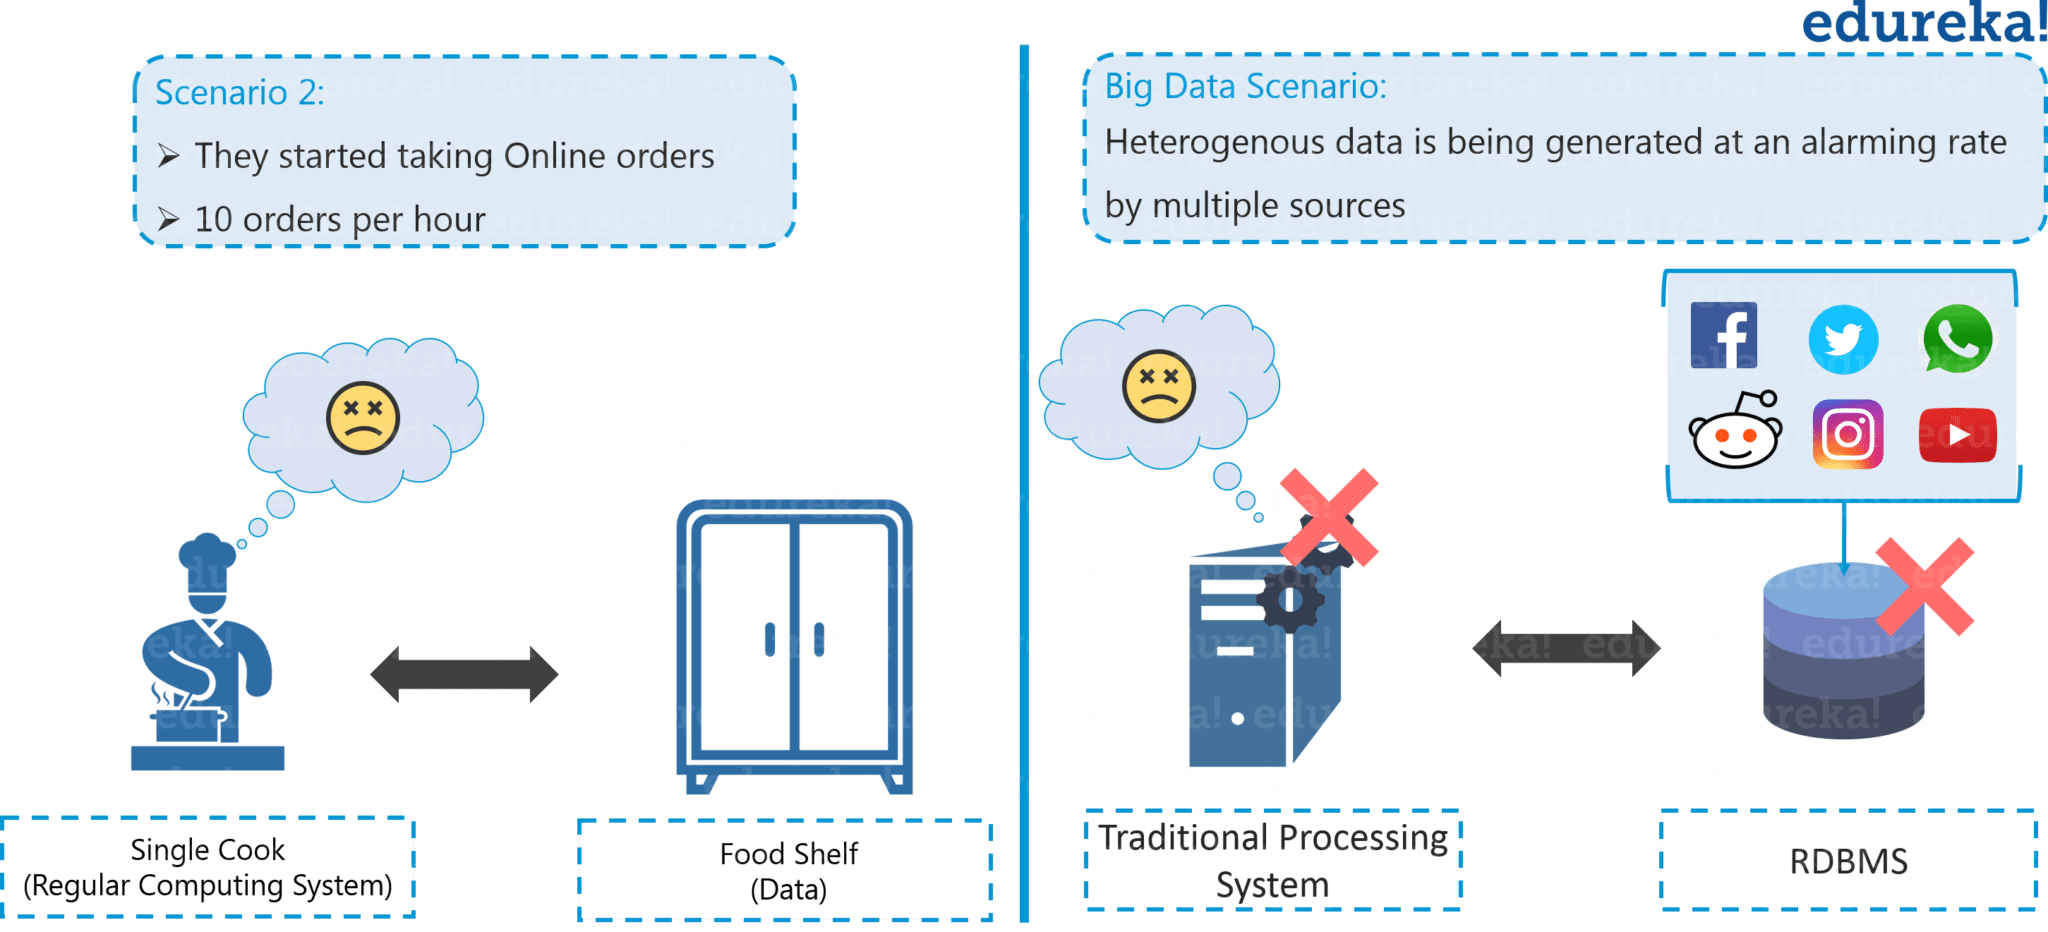 edureka!
Scenario 2:
➢ They started taking Online orders
➢ 10 orders per hour
Big Data Scenario:
Heterogenous data is being generated at an alarming rate
by multiple sources
Single Cook
(Regular Computing System)
Food Shelf
(Data)
Traditional Processing
System
RDBMS